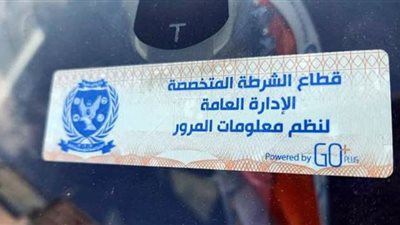 قطاع الشرطة المتخصصة
الإدارة العامة
لنظم معلومات المرور
Powered by GO+ PLUS